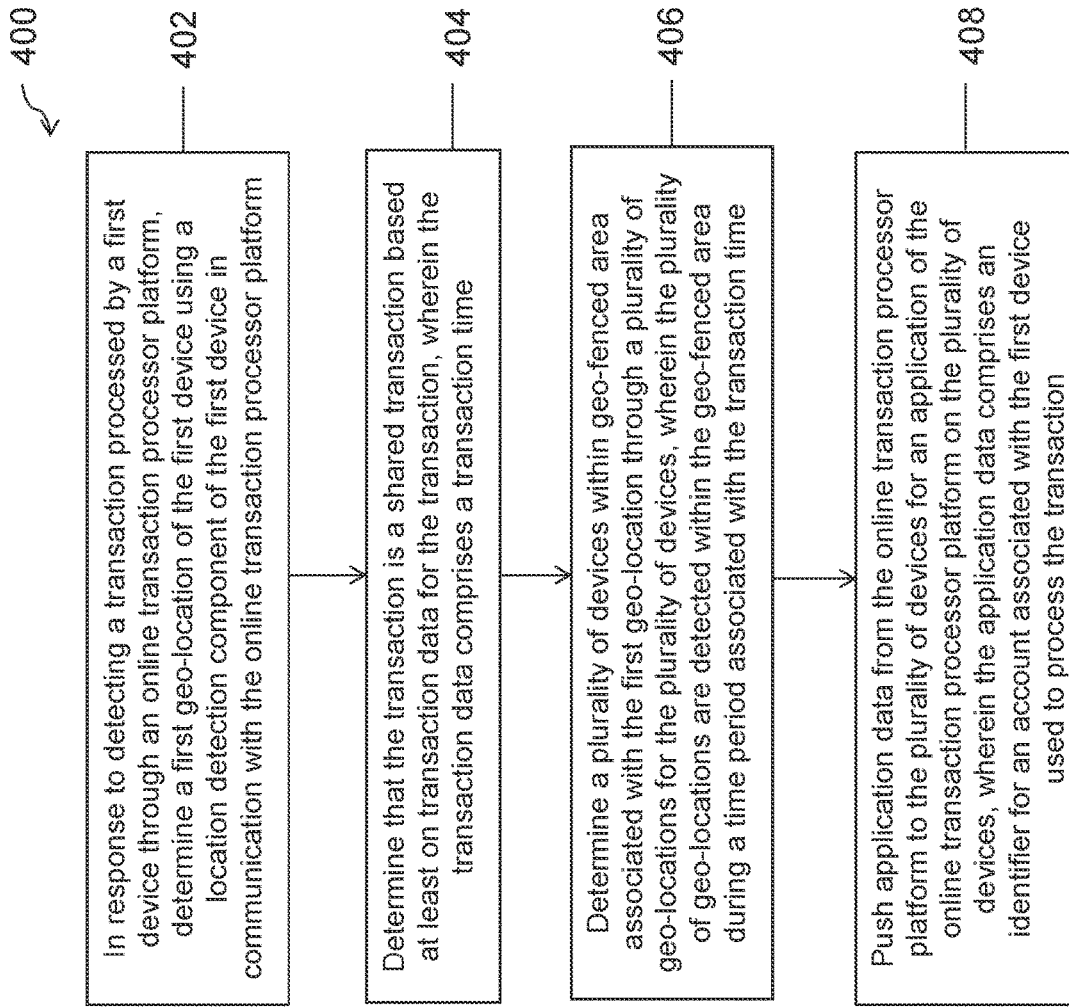 400
In response to detecting a transaction processed by a first
device through an online transaction processor platform,
determine a first geo-location of the first device using a
location detection component of the first device in
communication with the online transaction processor platform
402
Determine that the transaction is a shared transaction based
at least on transaction data for the transaction, wherein the
transaction data comprises a transaction time
404
Determine a plurality of devices within geo-fenced area
associated with the first geo-location through a plurality of
geo-locations for the plurality of devices, wherein the plurality
of geo-locations are detected within the geo-fenced area
during a time period associated with the transaction time
406
Push application data from the online transaction processor
platform to the plurality of devices for an application of the
online transaction processor platform on the plurality of
devices, wherein the application data comprises an
identifier for an account associated with the first device
used to process the transaction
408